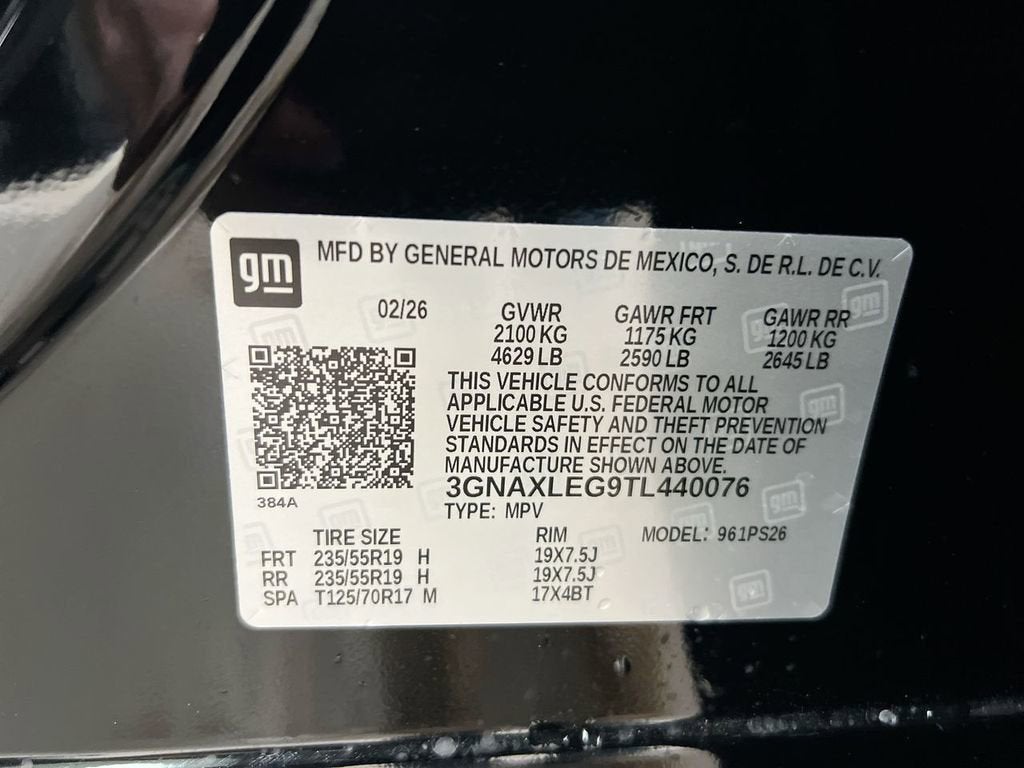 gm
MFD BY GENERAL MOTORS DE MEXICO, S. DE R.L. DE C.V.
02/26 GVWR GAWR FRT GAWR RR
2100 KG 1175 KG 1200 KG
4629 LB 2590 LB 2645 LB
THIS VEHICLE CONFORMS TO ALL
APPLICABLE U.S. FEDERAL MOTOR
VEHICLE SAFETY AND THEFT PREVENTION
STANDARDS IN EFFECT ON THE DATE OF
MANUFACTURE SHOWN ABOVE.
384A
3GNAXLEG9TL440076
TYPE: MPV
TIRE SIZE RIM MODEL: 961PS26
FRT 235/55R19 H 19X7.5J
RR 235/55R19 H 19X7.5J
SPA T125/70R17 M 17X4BT